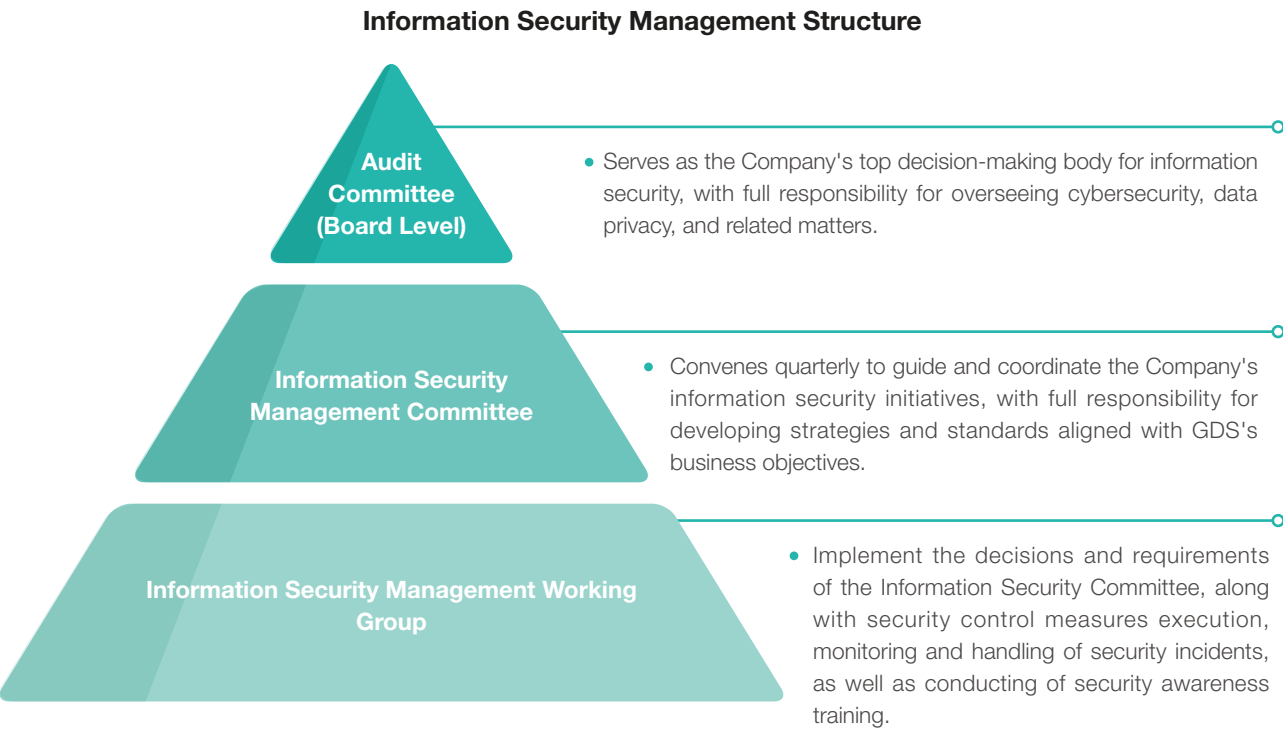 Information Security Management Structure
Audit
Committee
(Board Level)
• Serves as the Company's top decision-making body for information
security, with full responsibility for overseeing cybersecurity, data
privacy, and related matters.
Information Security
Management Committee
• Convenes quarterly to guide and coordinate the Company's
information security initiatives, with full responsibility for
developing strategies and standards aligned with GDS's
business objectives.
Information Security Management Working
Group
• Implement the decisions and requirements
of the Information Security Committee, along
with security control measures execution,
monitoring and handling of security incidents,
as well as conducting of security awareness
training.